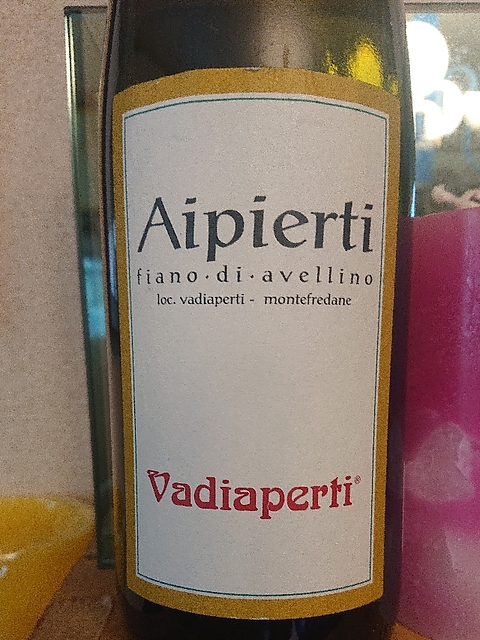 Aipierti
fiano·di·avellino
loc. vadiaperti - montefredane
Vadiaperti®